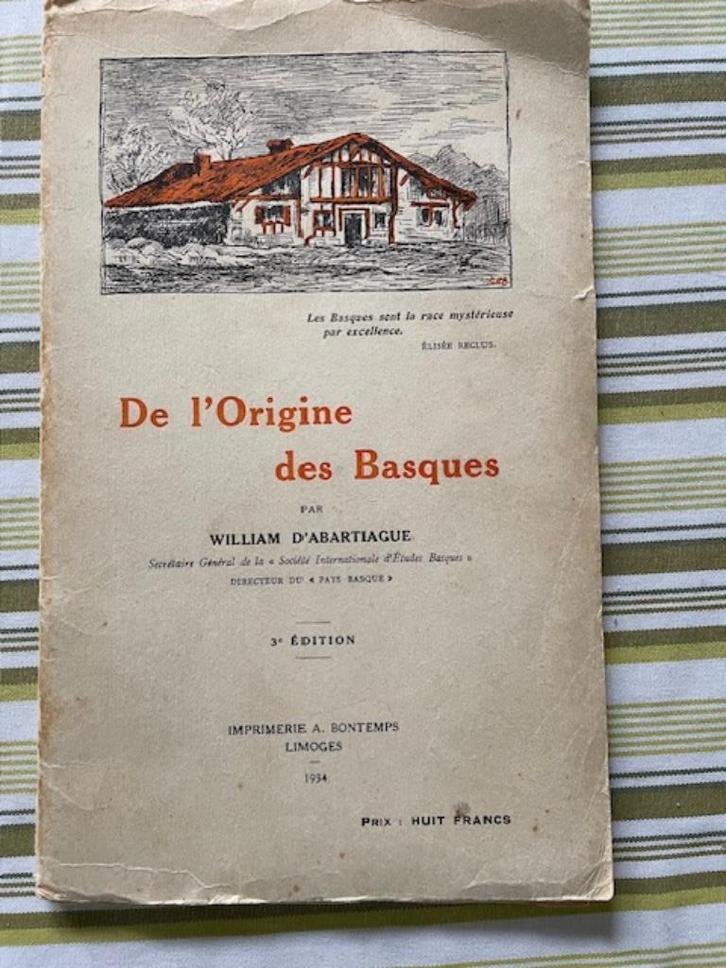 Les Basques sont la race mystérieuse
par excellence.
ÉLISÉE RECLUS.
De l'Origine
des Basques
PAR
WILLIAM D'ABARTIAGUE
Secrétaire Général de la « Société Internationale d'Études Basques »
DIRECTEUR DU « PAYS BASQUE »
3e ÉDITION
IMPRIMERIE A. BONTEMPS
LIMOGES
1934
PRIX : HUIT FRANCS